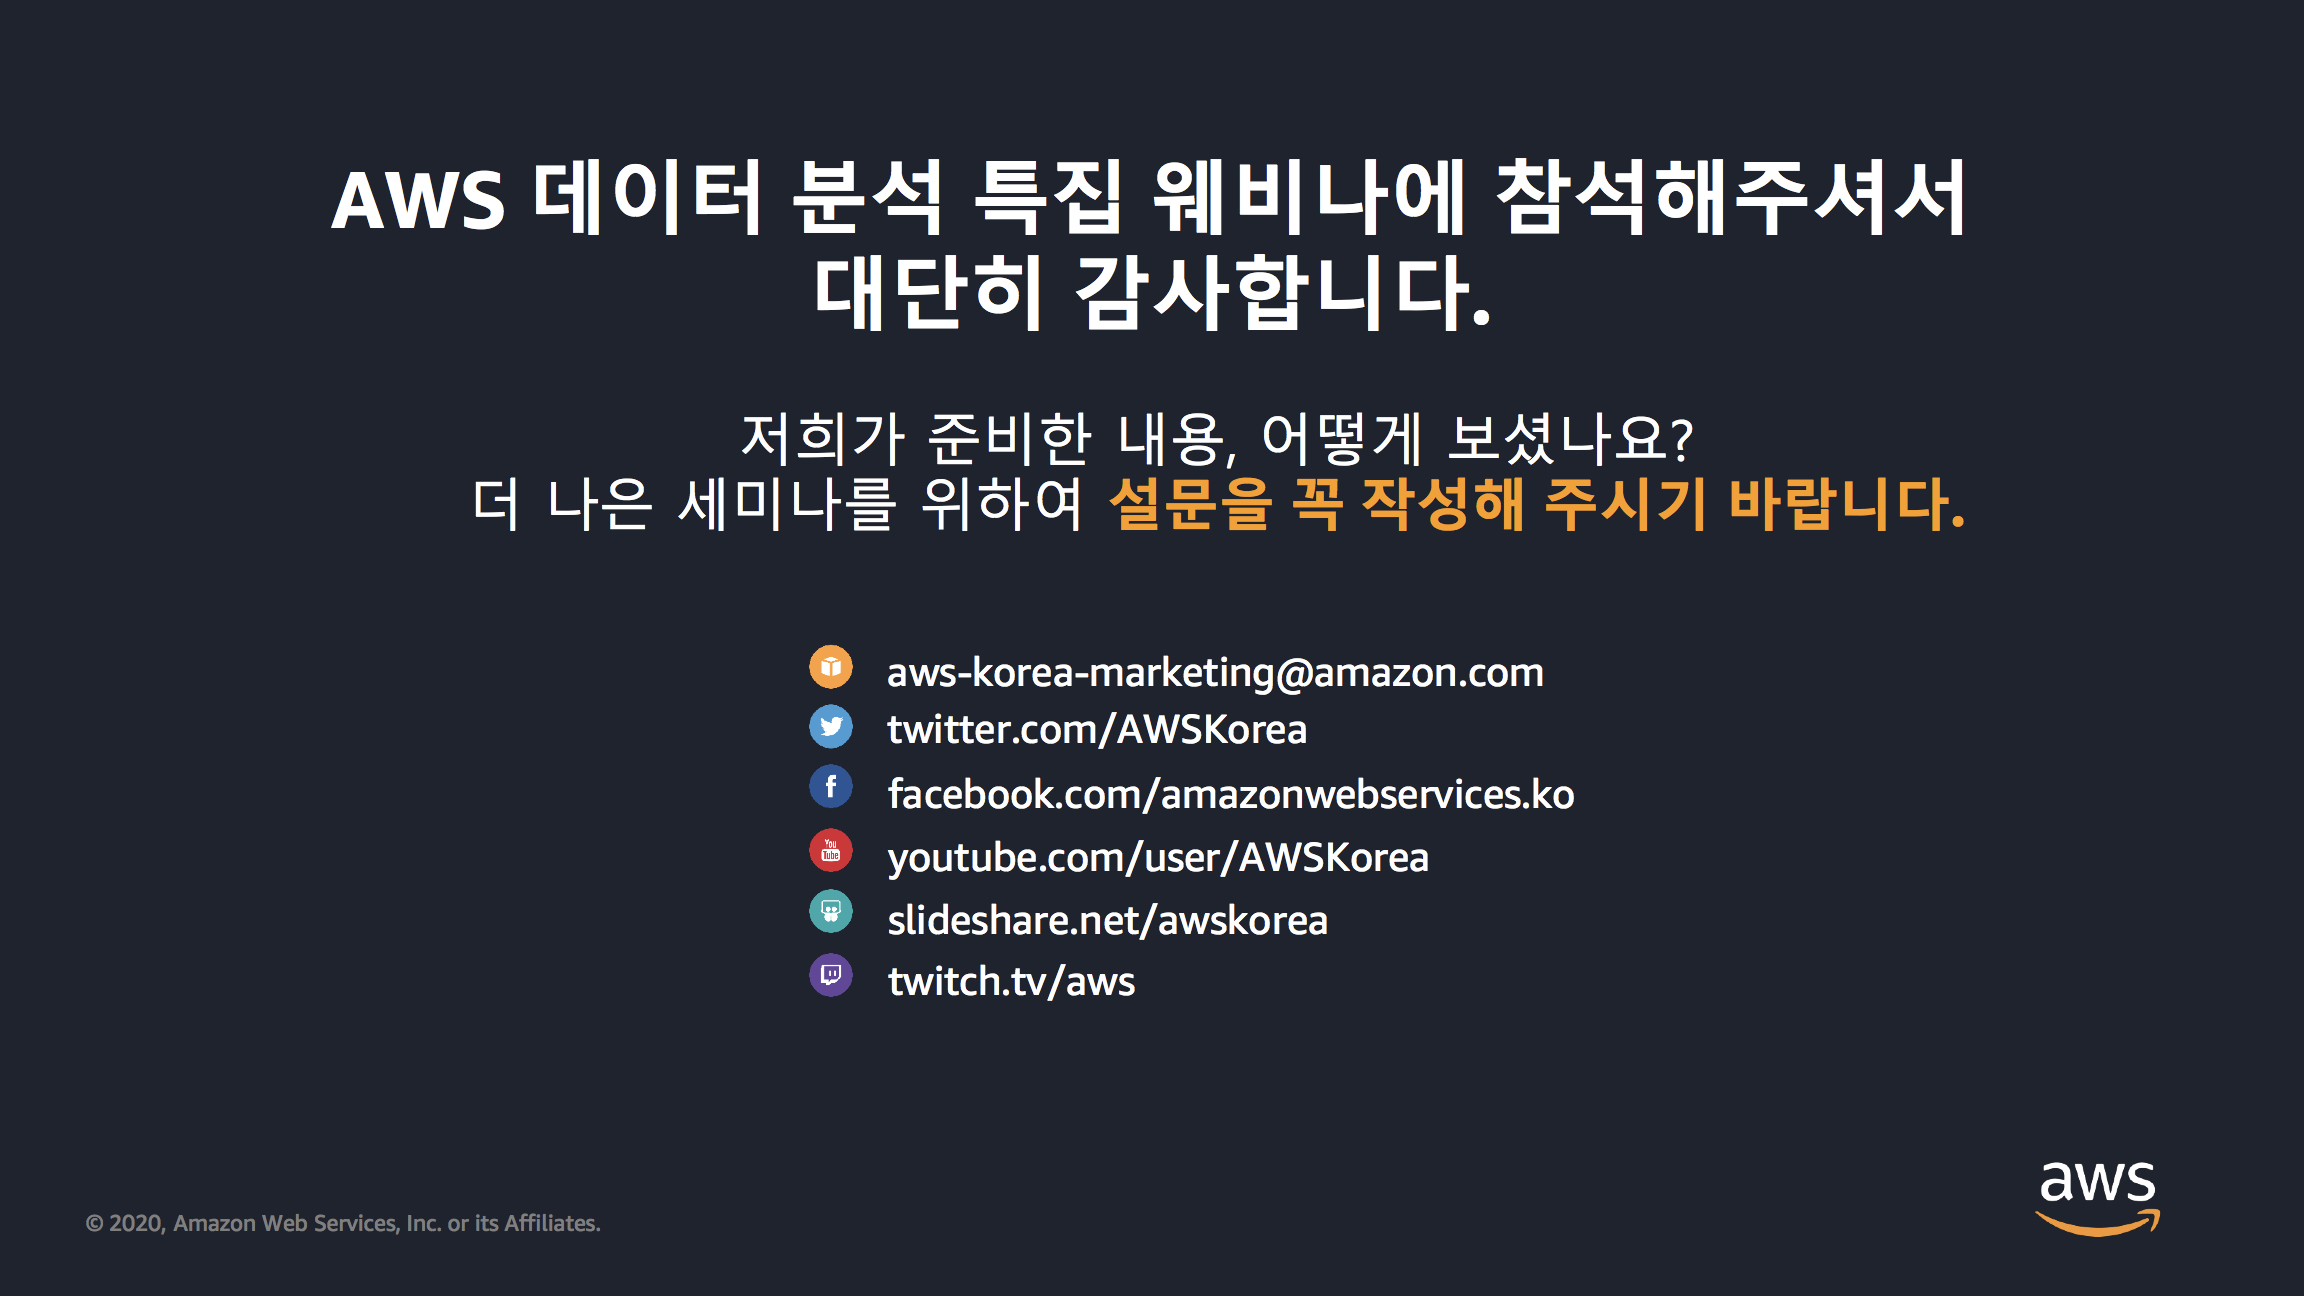 AWS 데이터 분석 특집 웨비나에 참석해주셔서
대단히 감사합니다.
저희가 준비한 내용, 어떻게 보셨나요?
더 나은 세미나를 위하여 설문을 꼭 작성해 주시기 바랍니다.
aws-korea-marketing@amazon.com
twitter.com/AWSKorea
f
facebook.com/amazonwebservices.ko
You
Tube
youtube.com/user/AWSKorea
slideshare.net/awskorea
twitch.tv/aws
aws
© 2020, Amazon Web Services, Inc. or its Affiliates.